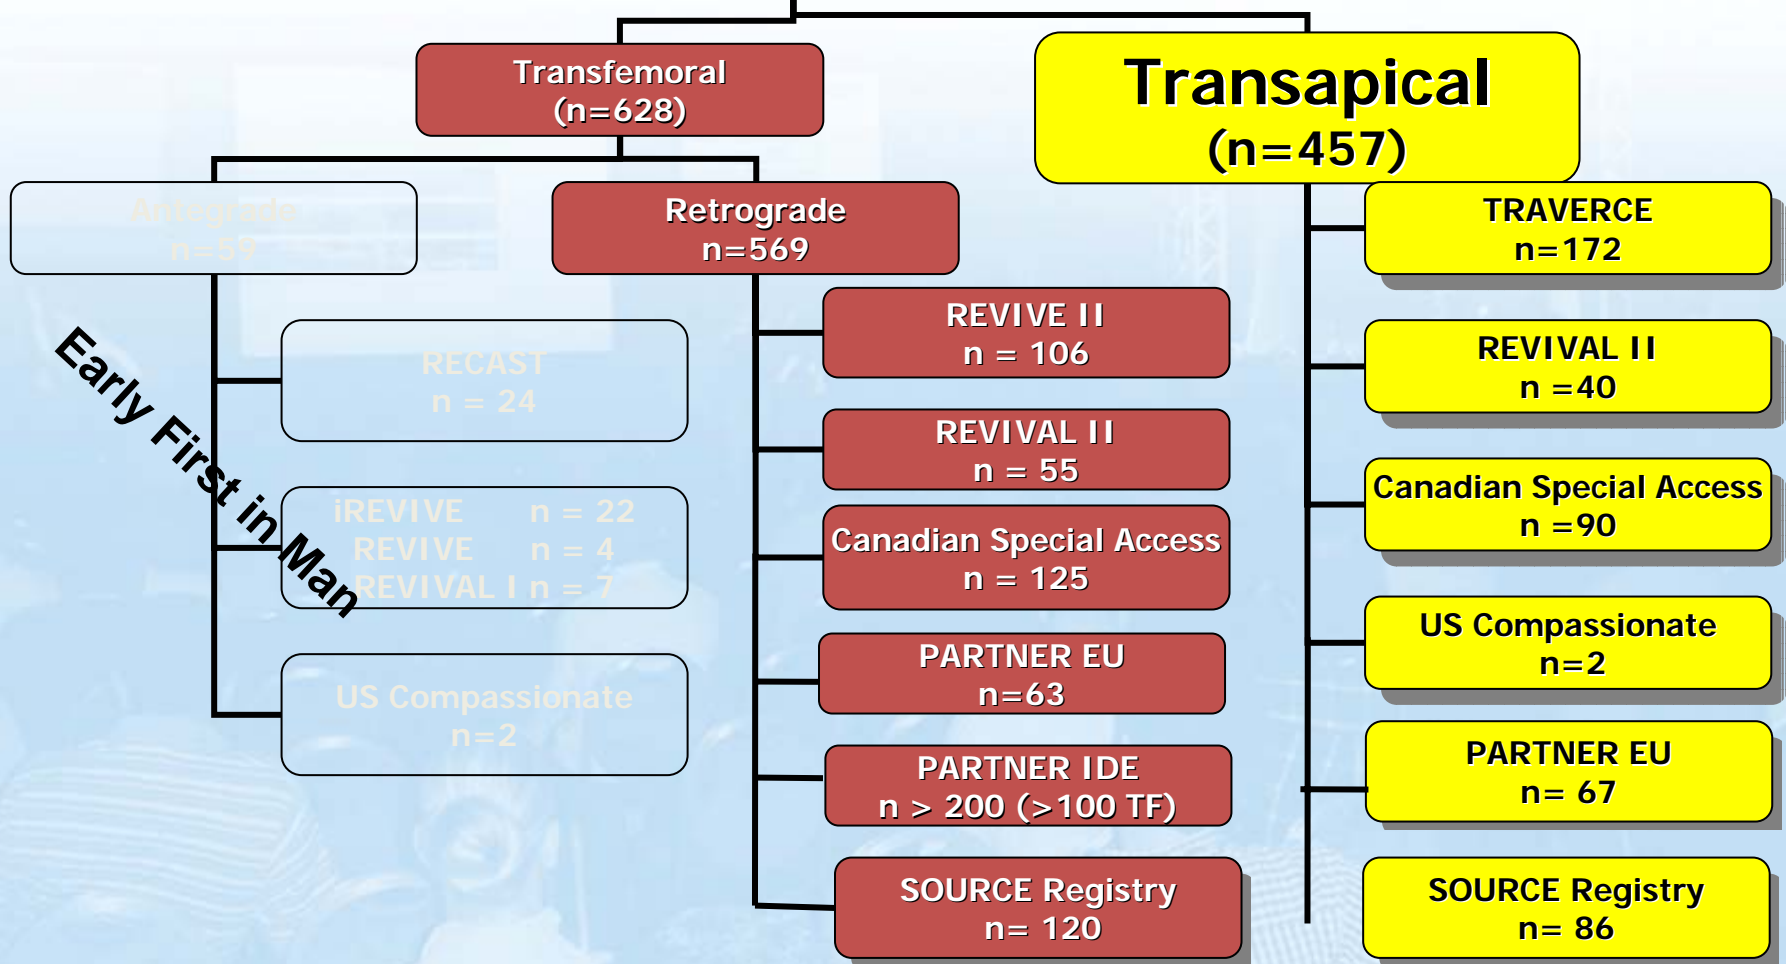 Transfemoral
(n=628)
Transapical
(n=457)
Antegrade
n=59
Retrograde
n=569
Early First in Man
RECAST
n = 24
iREVIVE n = 22
REVIVE n = 4
REVIVAL I n = 7
US Compassionate
n=2
REVIVE II
n = 106
REVIVAL II
n = 55
Canadian Special Access
n = 125
PARTNER EU
n=63
PARTNER IDE
n > 200 (>100 TF)
SOURCE Registry
n= 120
TRAVERCE
n=172
REVIVAL II
n =40
Canadian Special Access
n =90
US Compassionate
n=2
PARTNER EU
n= 67
SOURCE Registry
n= 86